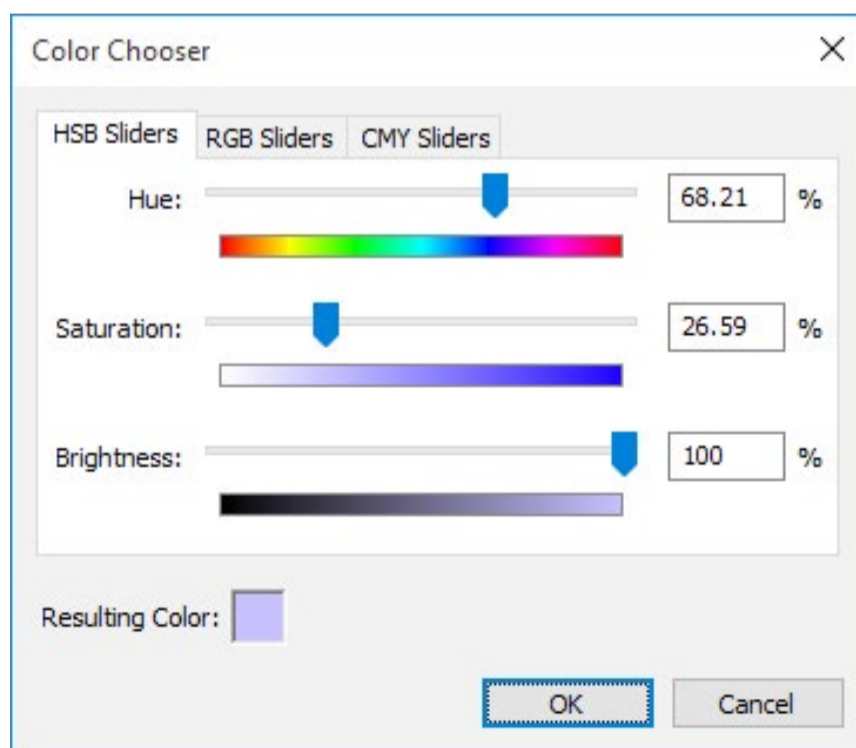 Color Chooser
HSB Sliders RGB Sliders CMY Sliders
Hue: 68.21 %
Saturation: 26.59 %
Brightness: 100 %
Resulting Color:
OK Cancel